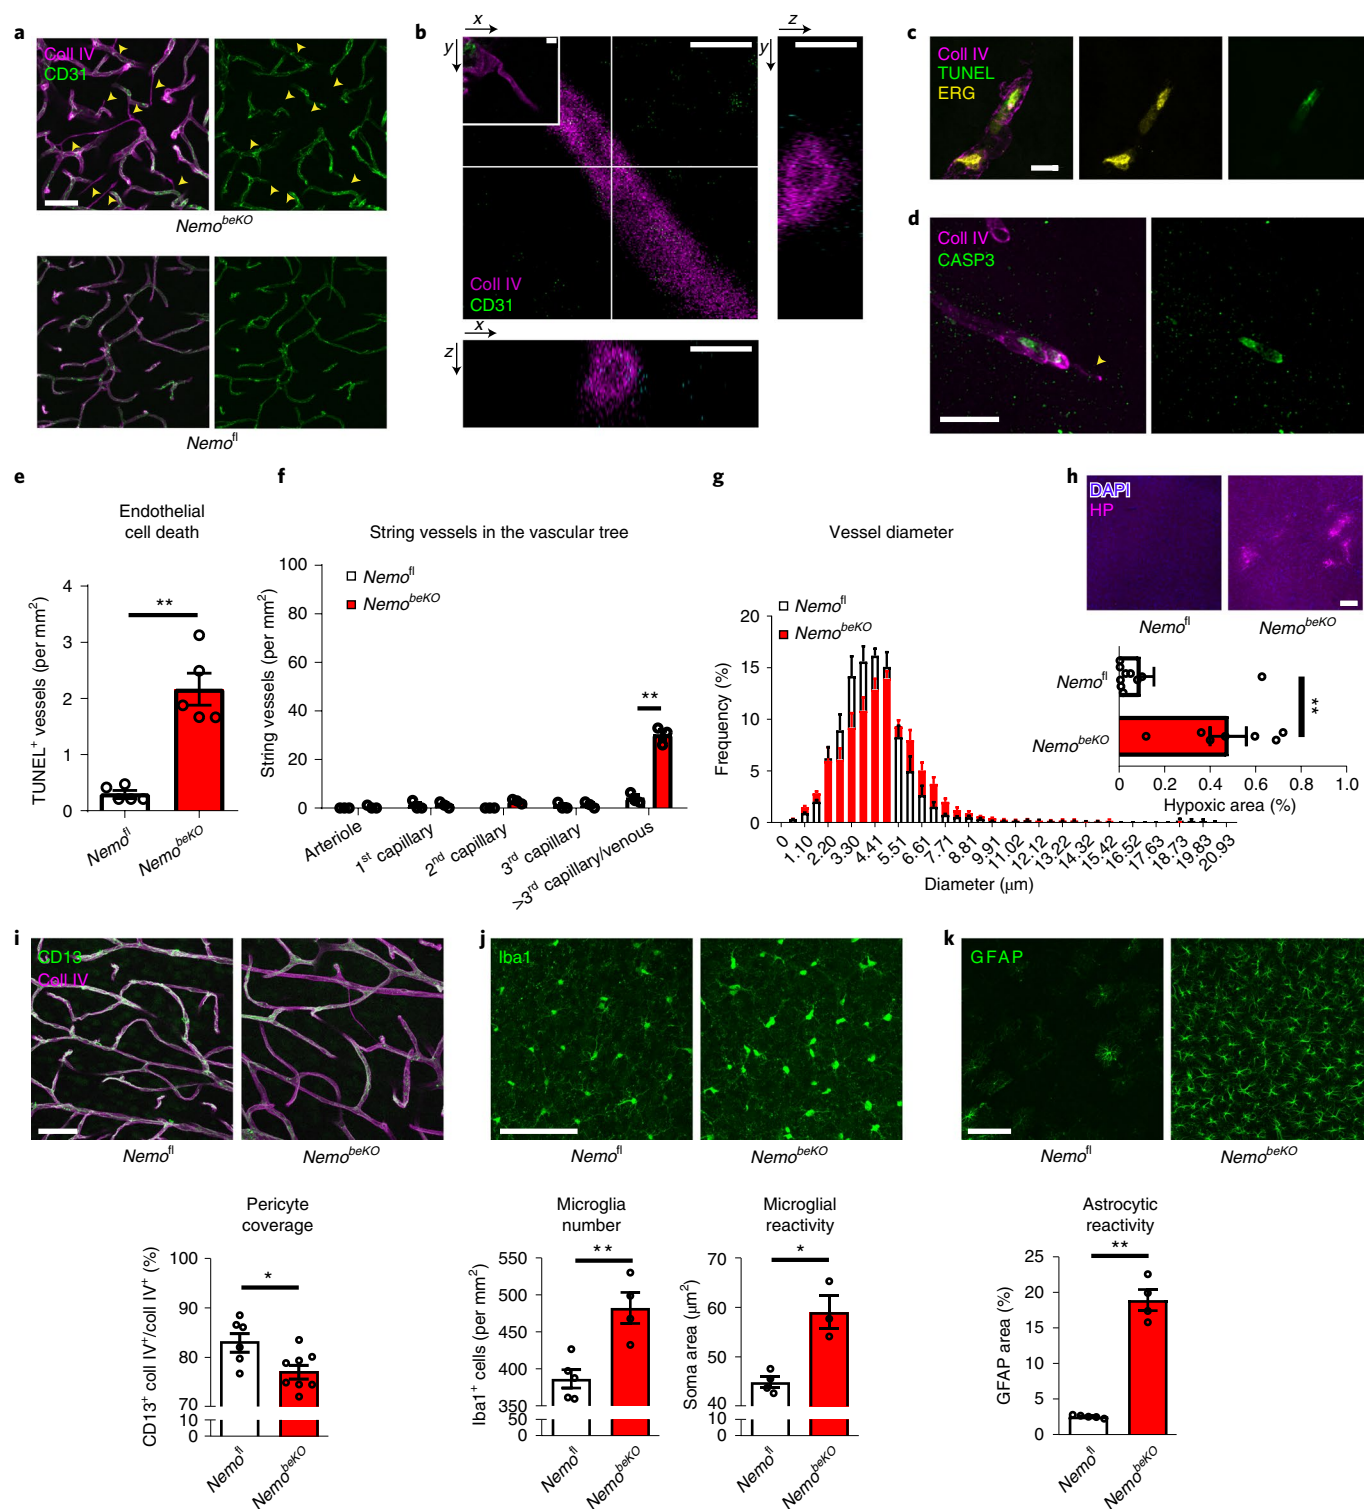 a
Coll IV
CD31
Nemo^beKO
Nemo^fl
b
x
y
Coll IV
CD31
z
y
x
z
c
Coll IV
TUNEL
ERG
d
Coll IV
CASP3
e
Endothelial
cell death
TUNEL⁺ vessels (per mm²)
4
3
2
1
0
**
Nemo^fl
Nemo^beKO
f
String vessels in the vascular tree
String vessels (per mm²)
100
80
60
40
20
0
Nemo^fl
Nemo^beKO
**
Arteriole
1st capillary
2nd capillary
3rd capillary
>3rd capillary/venous
g
Vessel diameter
Nemo^fl
Nemo^beKO
Frequency (%)
20
15
10
5
0
0
1.10
2.20
3.30
4.41
5.51
6.61
7.71
8.81
9.91
11.02
12.12
13.22
14.32
15.42
16.52
17.63
18.73
19.83
20.93
Diameter (μm)
h
DAPI
HP
Nemo^fl
Nemo^beKO
Nemo^fl
Nemo^beKO
**
0
0.2
0.4
0.6
0.8
1.0
Hypoxic area (%)
i
CD13
Coll IV
Nemo^fl
Nemo^beKO
Pericyte
coverage
CD13⁺ coll IV⁺/coll IV⁺ (%)
100
90
80
70
10
0
*
Nemo^fl
Nemo^beKO
j
Iba1
Nemo^fl
Nemo^beKO
Microglia
number
Iba1⁺ cells (per mm²)
550
500
450
400
350
50
0
**
Nemo^fl
Nemo^beKO
Microglial
reactivity
Soma area (μm²)
70
60
50
40
10
0
*
Nemo^fl
Nemo^beKO
k
GFAP
Nemo^fl
Nemo^beKO
Astrocytic
reactivity
GFAP area (%)
25
20
15
10
5
0
**
Nemo^fl
Nemo^beKO